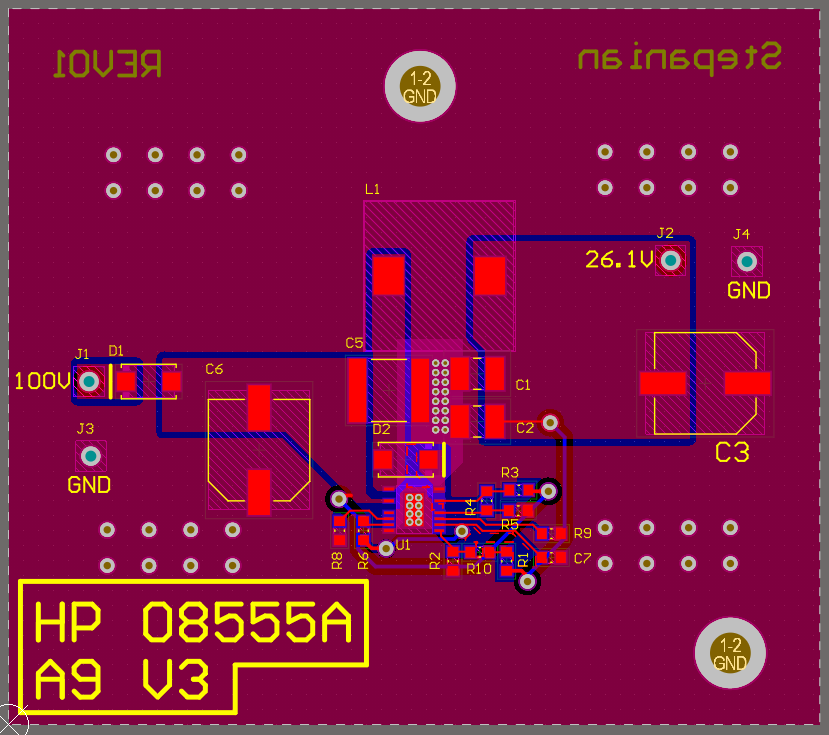 REV01
Stepanian
1-2
GND
L1
J2
J4
26.1V
GND
C5
J1
D1
100V
C6
C1
C2
D2
C3
J3
GND
R3
R4
R5
R9
U1
R8
R6
R2
R10
R1
C7
HP 08555A
A9 V3
1-2
GND